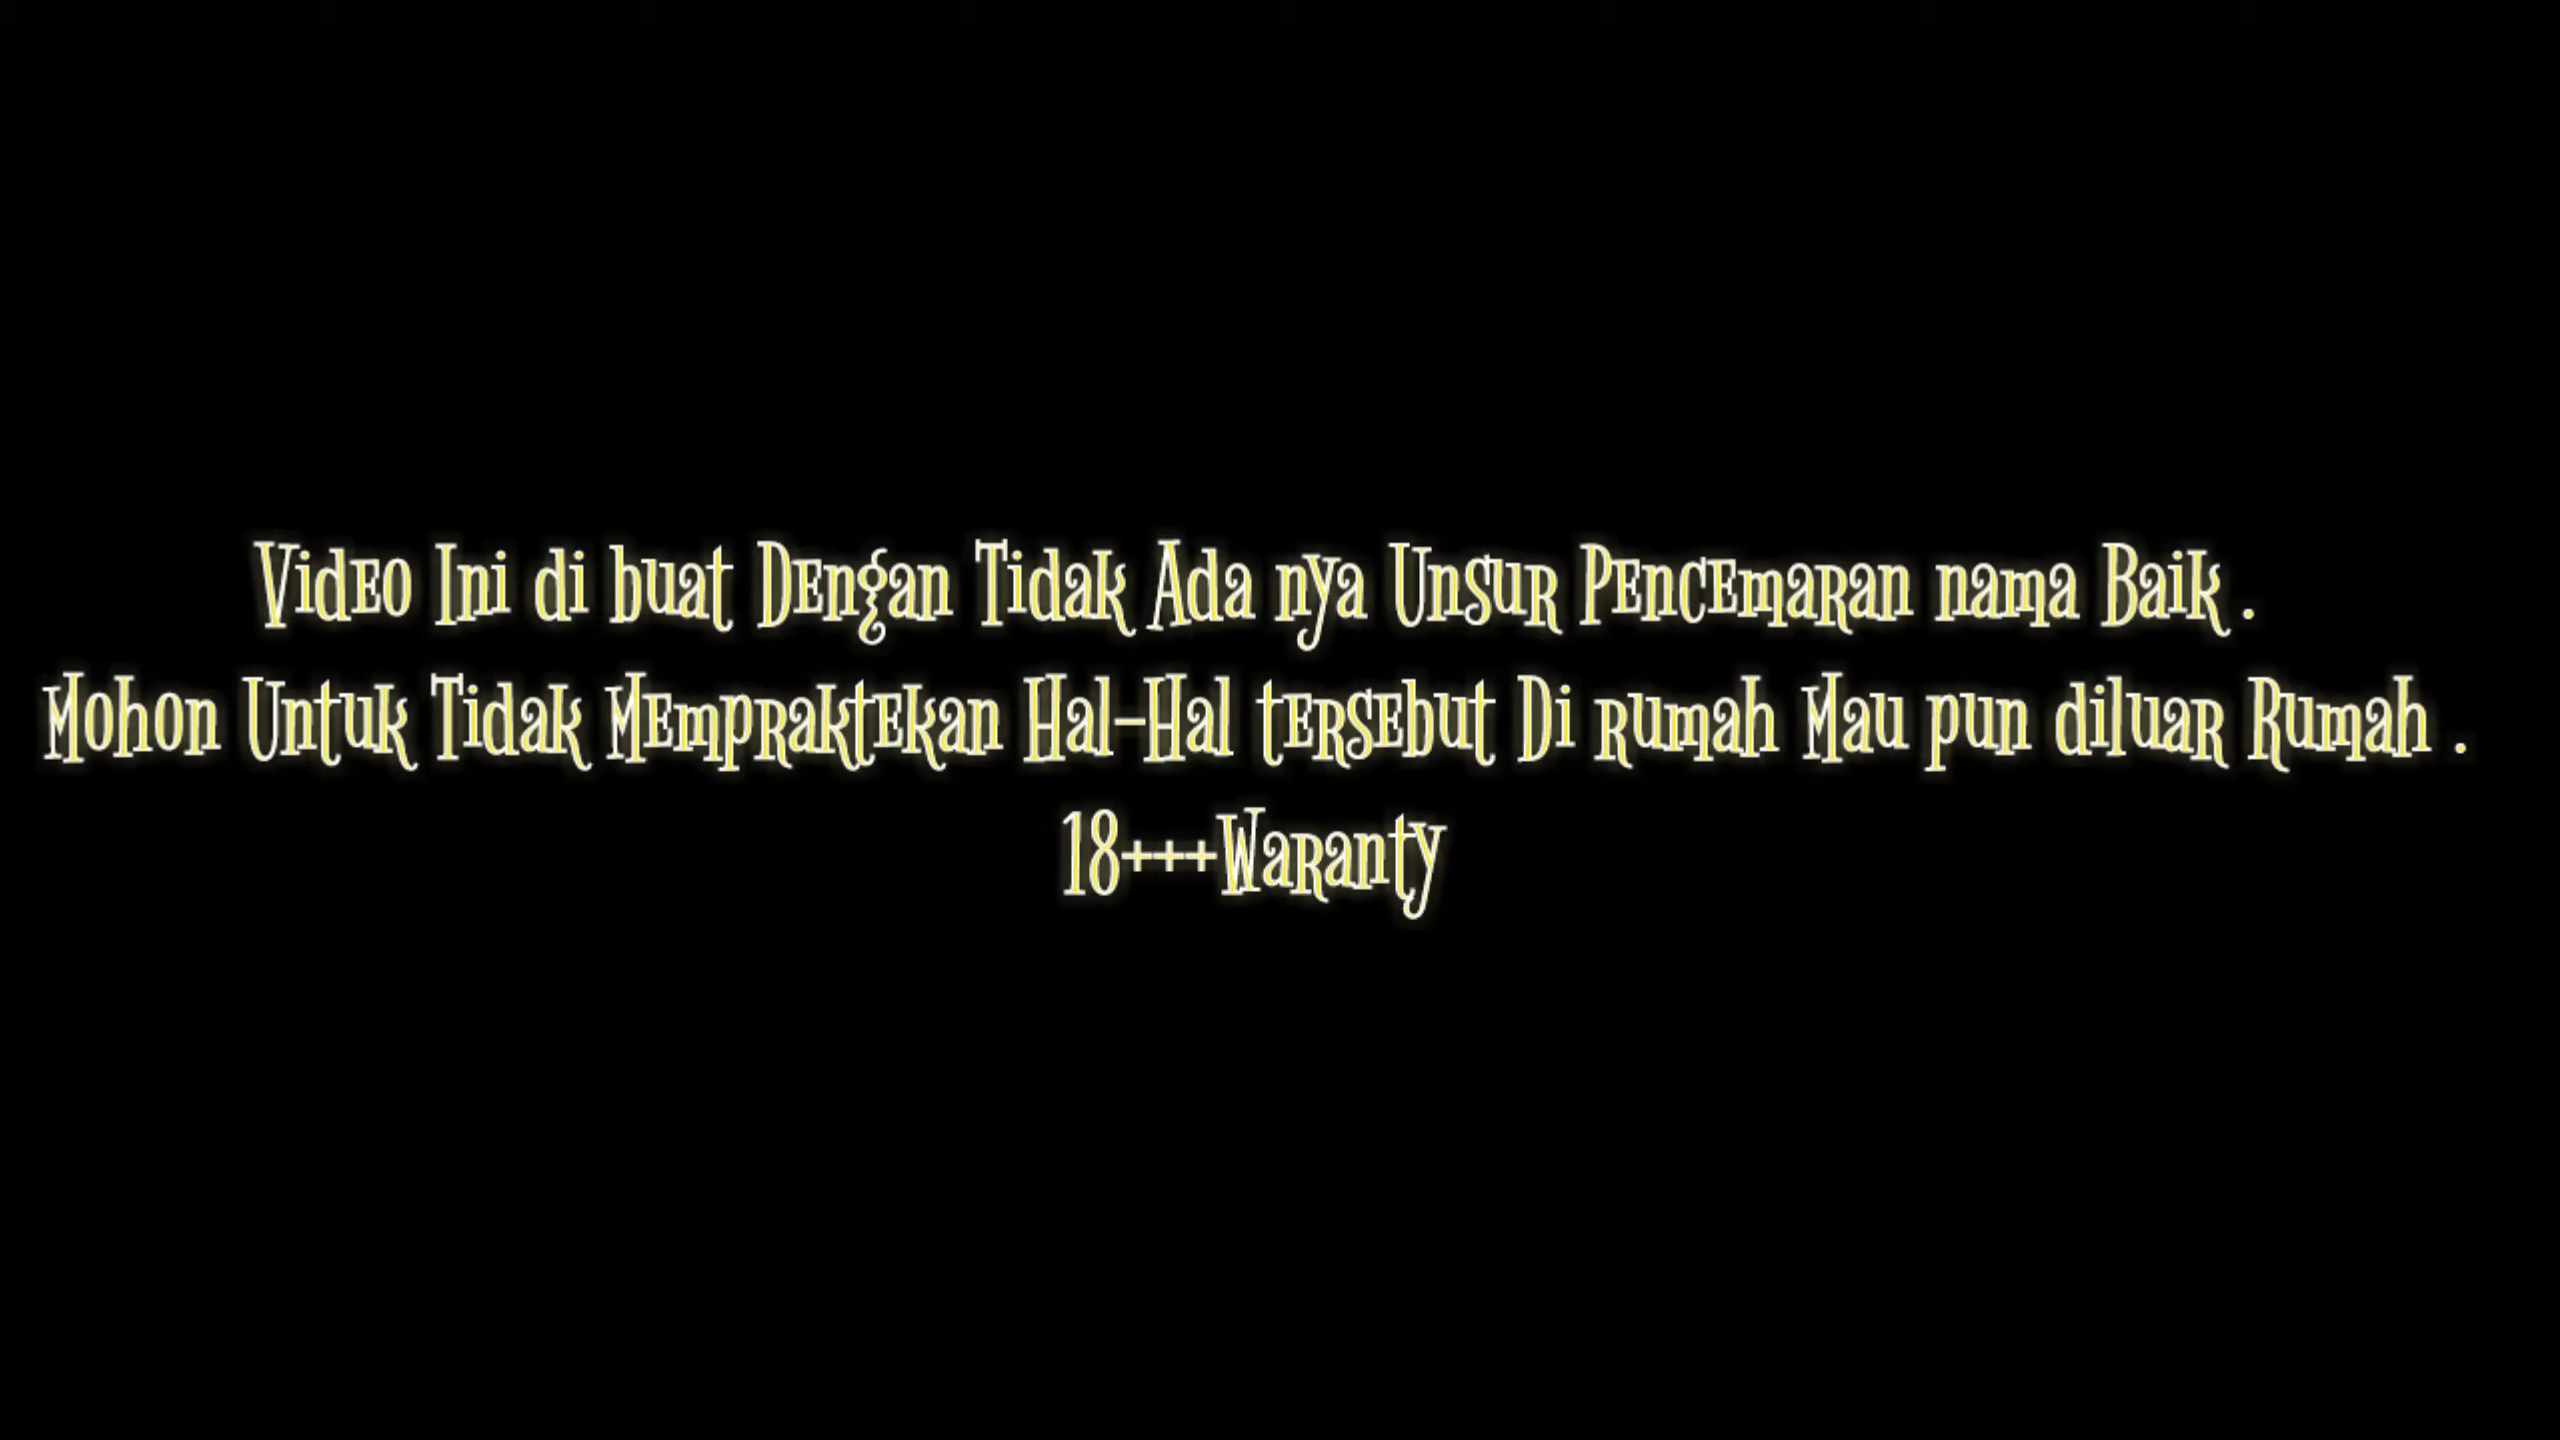 Video Ini di buat Dengan Tidak Ada nya Unsur Pencemaran nama Baik .
Mohon Untuk Tidak Mempraktekan Hal-Hal tersebut Di rumah Mau pun diluar Rumah .
18+++Waranty